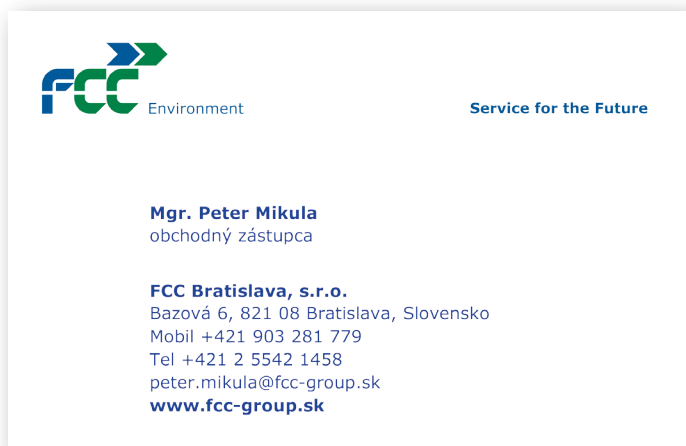 FCC Environment
Service for the Future
Mgr. Peter Mikula
obchodný zástupca
FCC Bratislava, s.r.o.
Bazová 6, 821 08 Bratislava, Slovensko
Mobil +421 903 281 779
Tel +421 2 5542 1458
peter.mikula@fcc-group.sk
www.fcc-group.sk